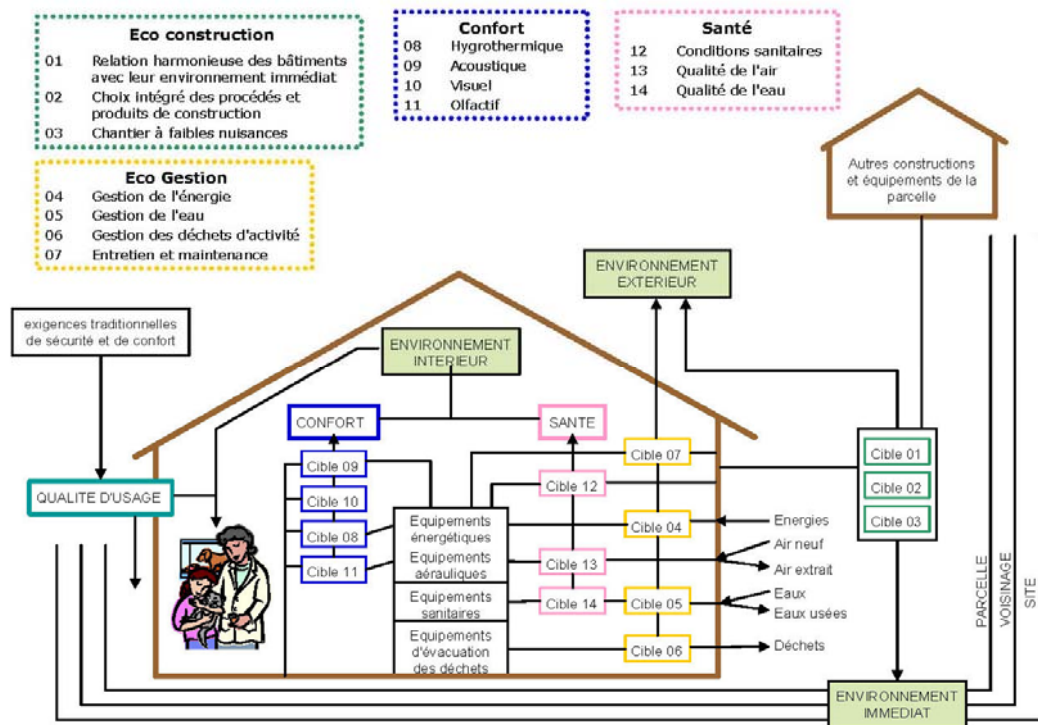 Eco construction
01 Relation harmonieuse des bâtiments
avec leur environnement immédiat
02 Choix intégré des procédés et
produits de construction
03 Chantier à faibles nuisances
Confort
08 Hygrothermique
09 Acoustique
10 Visuel
11 Olfactif
Santé
12 Conditions sanitaires
13 Qualité de l'air
14 Qualité de l'eau
Eco Gestion
04 Gestion de l'énergie
05 Gestion de l'eau
06 Gestion des déchets d'activité
07 Entretien et maintenance
Autres constructions
et équipements de la
parcelle
ENVIRONNEMENT
EXTERIEUR
exigences traditionnelles
de sécurité et de confort
ENVIRONNEMENT
INTERIEUR
CONFORT
SANTE
QUALITE D'USAGE
Cible 09
Cible 10
Cible 08
Cible 11
Equipements
énergétiques
Equipements
aérauliques
Equipements
sanitaires
Equipements
d'évacuation
des déchets
Cible 12
Cible 13
Cible 14
Cible 07
Cible 04
Cible 05
Cible 06
Energies
Air neuf
Air extrait
Eaux
Eaux usées
Déchets
Cible 01
Cible 02
Cible 03
PARCELLE
VOISINAGE
SITE
ENVIRONNEMENT
IMMEDIAT